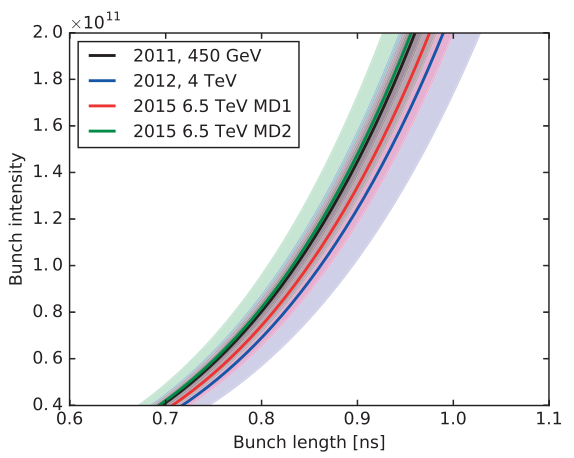 ×10¹¹
2.0
1.8
1.6
1.4
1.2
1.0
0.8
0.6
0.4
Bunch intensity
2011, 450 GeV
2012, 4 TeV
2015 6.5 TeV MD1
2015 6.5 TeV MD2
0.6 0.7 0.8 0.9 1.0 1.1
Bunch length [ns]